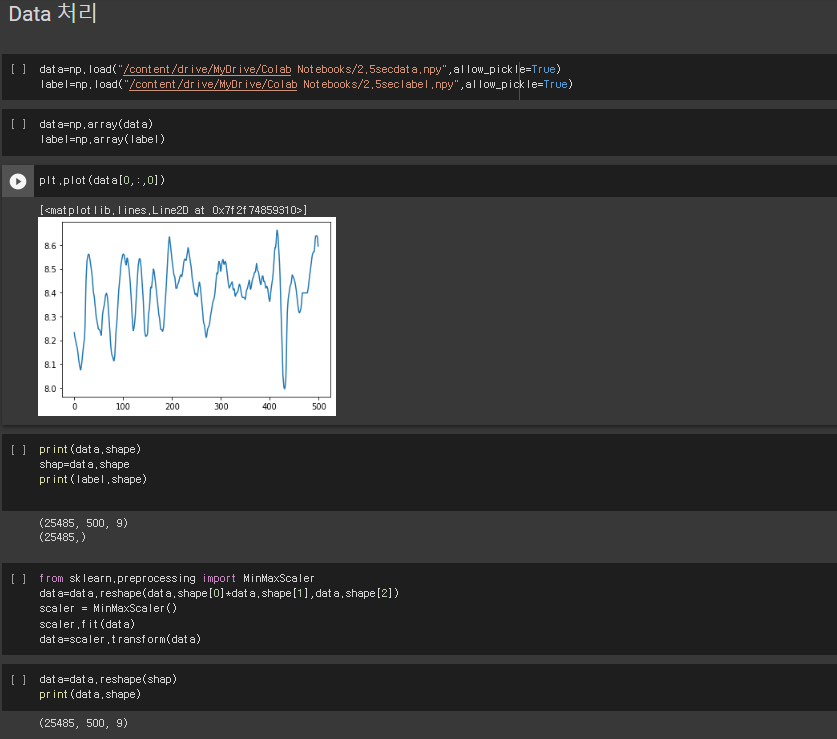 Data 처리
[ ] data=np.load("/content/drive/MyDrive/Colab Notebooks/2.5secdata.npy",allow_pickle=True)
label=np.load("/content/drive/MyDrive/Colab Notebooks/2.5seclabel.npy",allow_pickle=True)
[ ] data=np.array(data)
label=np.array(label)
plt.plot(data[0,:,0])
[<matplotlib.lines.Line2D at 0x7f2f74859310>]
8.6
8.5
8.4
8.3
8.2
8.1
8.0
0 100 200 300 400 500
[ ] print(data.shape)
shap=data.shape
print(label.shape)
(25485, 500, 9)
(25485,)
[ ] from sklearn.preprocessing import MinMaxScaler
data=data.reshape(data.shape[0]*data.shape[1],data.shape[2])
scaler = MinMaxScaler()
scaler.fit(data)
data=scaler.transform(data)
[ ] data=data.reshape(shap)
print(data.shape)
(25485, 500, 9)